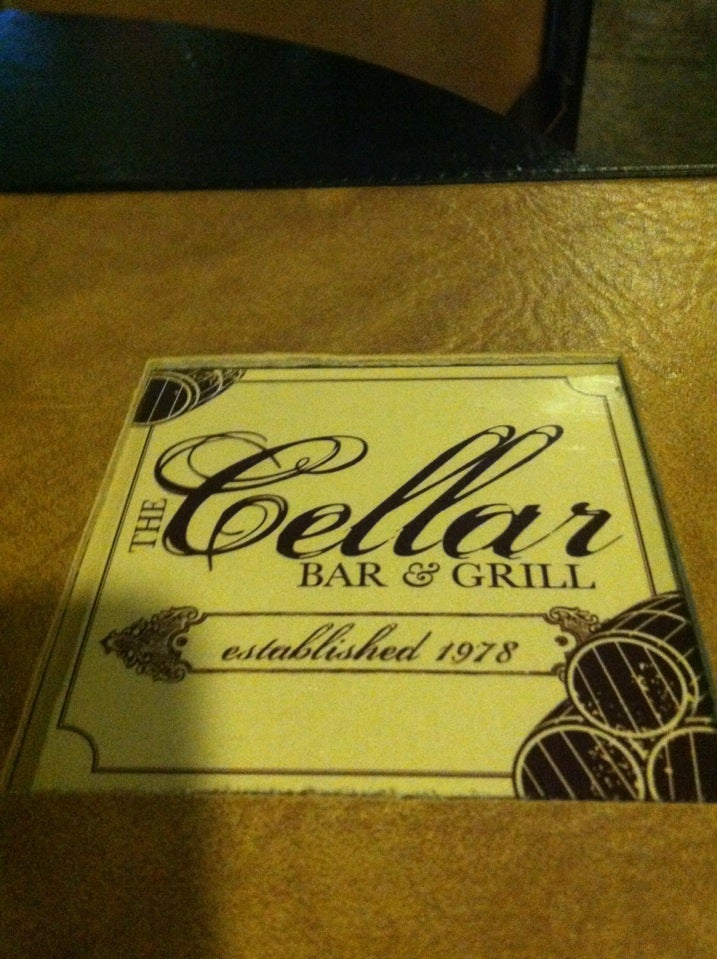 THE Cellar
BAR & GRILL
established 1978